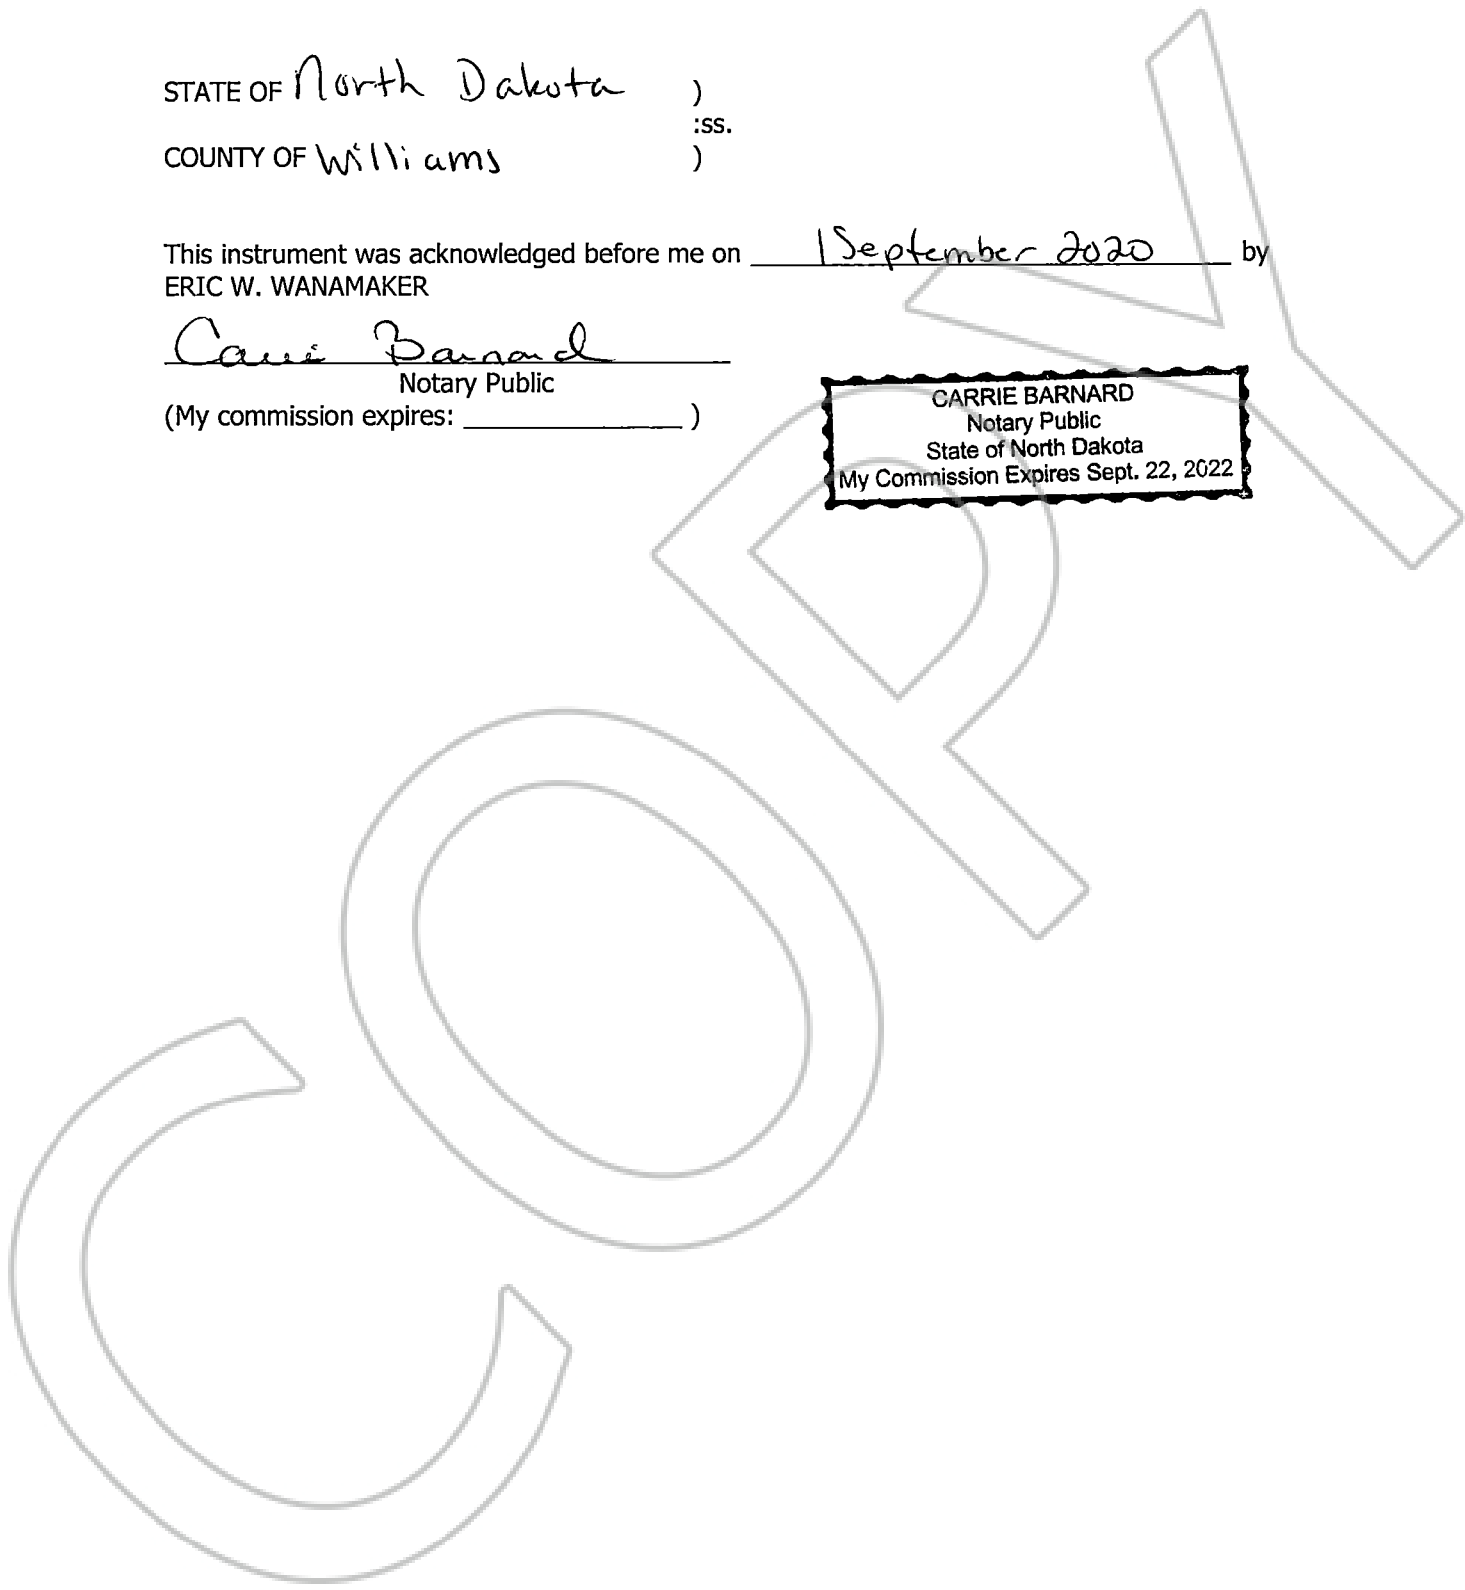 STATE OF North Dakota )
:ss.
COUNTY OF Williams )
This instrument was acknowledged before me on 1 September 2020 by
ERIC W. WANAMAKER
Carrie Barnard
Notary Public
(My commission expires: ______________ )
CARRIE BARNARD
Notary Public
State of North Dakota
My Commission Expires Sept. 22, 2022
COPY